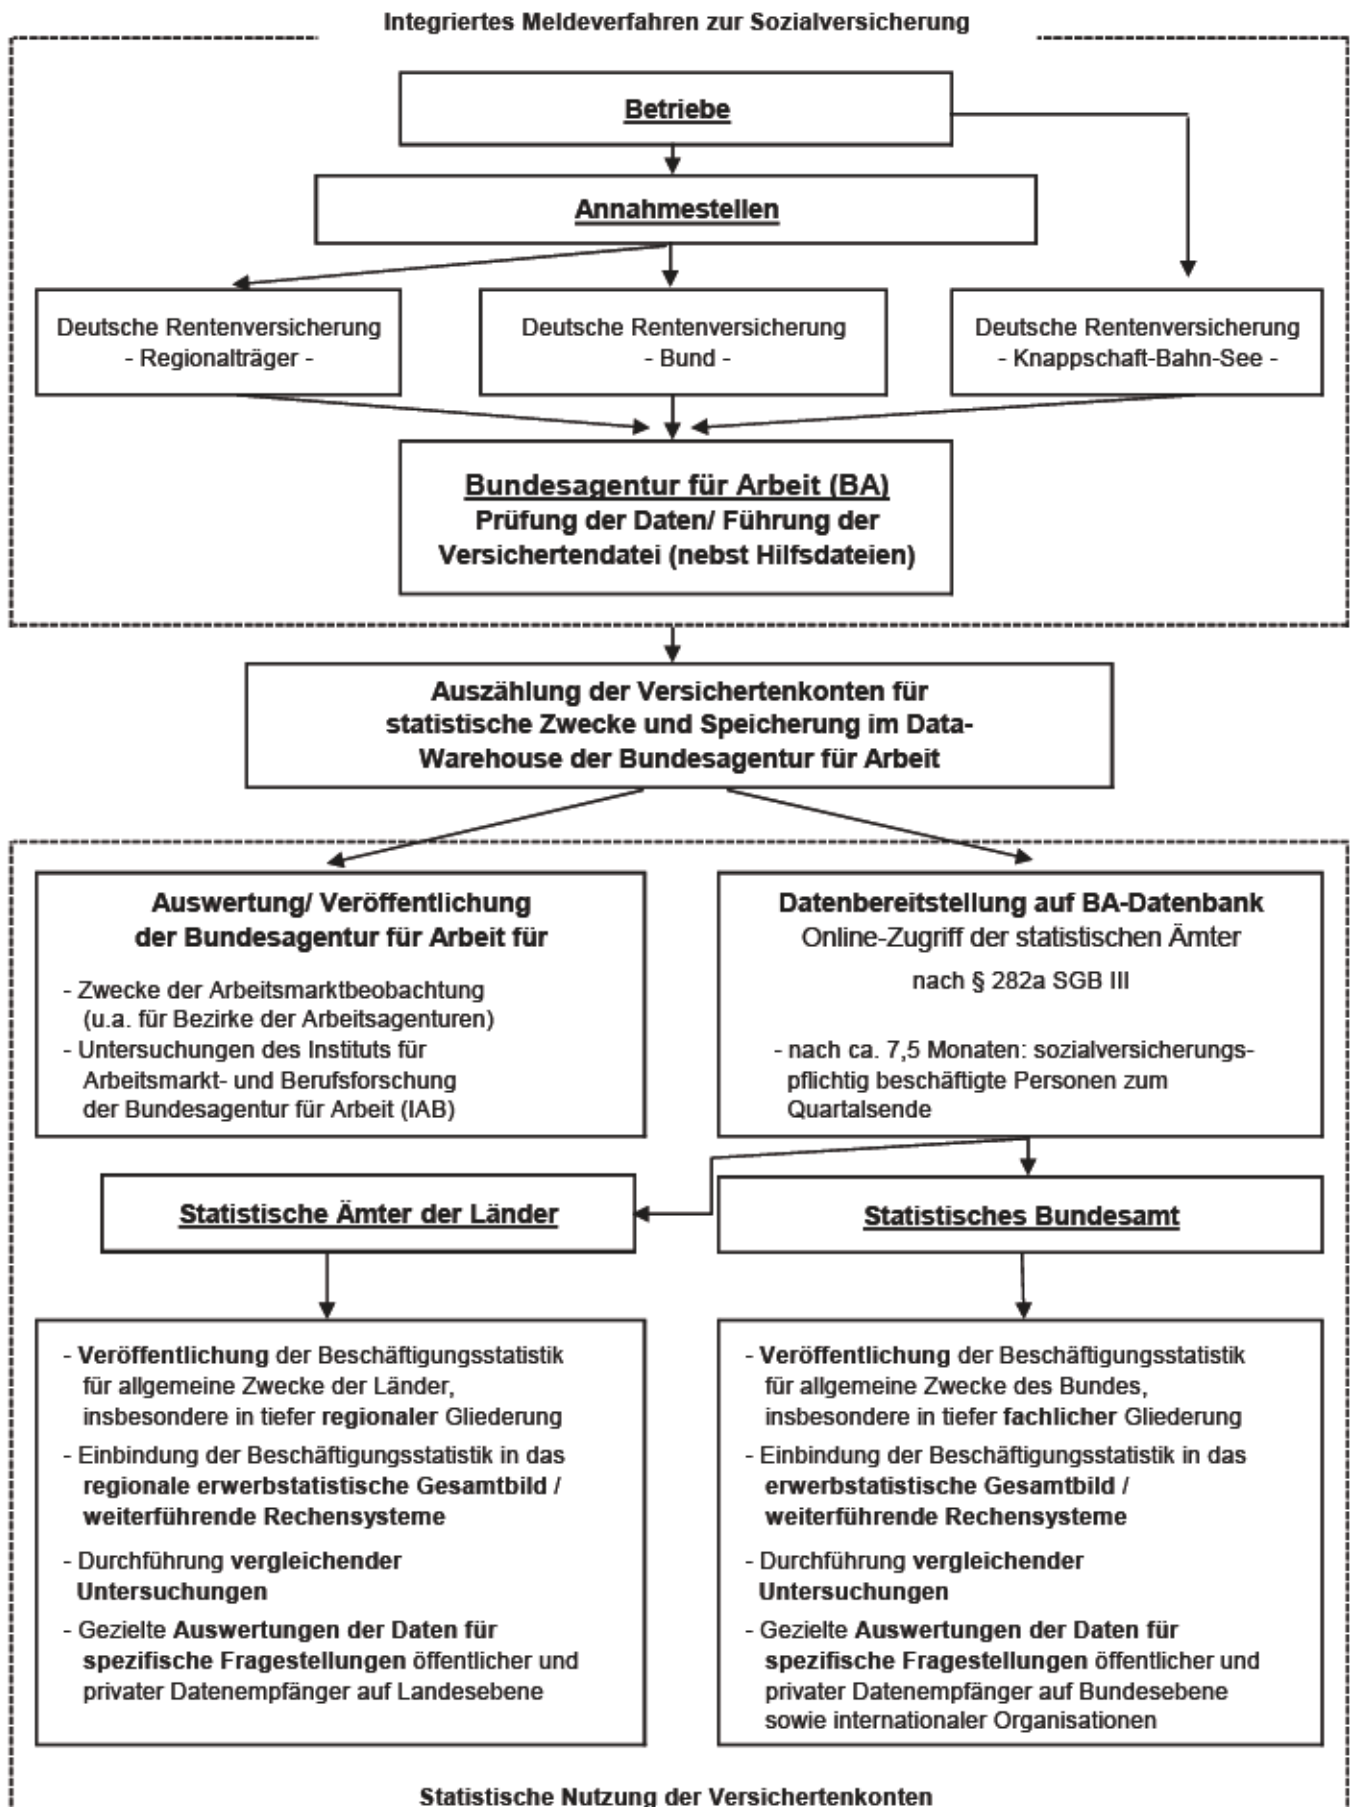 Integriertes Meldeverfahren zur Sozialversicherung
Betriebe
Annahmestellen
Deutsche Rentenversicherung
- Regionalträger -
Deutsche Rentenversicherung
- Bund -
Deutsche Rentenversicherung
- Knappschaft-Bahn-See -
Bundesagentur für Arbeit (BA)
Prüfung der Daten/ Führung der
Versichertendatei (nebst Hilfsdateien)
Auszählung der Versichertenkonten für
statistische Zwecke und Speicherung im Data-
Warehouse der Bundesagentur für Arbeit
Auswertung/ Veröffentlichung
der Bundesagentur für Arbeit für
- Zwecke der Arbeitsmarktbeobachtung
(u.a. für Bezirke der Arbeitsagenturen)
- Untersuchungen des Instituts für
Arbeitsmarkt- und Berufsforschung
der Bundesagentur für Arbeit (IAB)
Datenbereitstellung auf BA-Datenbank
Online-Zugriff der statistischen Ämter
nach § 282a SGB III
- nach ca. 7,5 Monaten: sozialversicherungs-
pflichtig beschäftigte Personen zum
Quartalsende
Statistische Ämter der Länder
Statistisches Bundesamt
- Veröffentlichung der Beschäftigungsstatistik
für allgemeine Zwecke der Länder,
insbesondere in tiefer regionaler Gliederung
- Einbindung der Beschäftigungsstatistik in das
regionale erwerbstatistische Gesamtbild /
weiterführende Rechensysteme
- Durchführung vergleichender
Untersuchungen
- Gezielte Auswertungen der Daten für
spezifische Fragestellungen öffentlicher und
privater Datenempfänger auf Landesebene
- Veröffentlichung der Beschäftigungsstatistik
für allgemeine Zwecke des Bundes,
insbesondere in tiefer fachlicher Gliederung
- Einbindung der Beschäftigungsstatistik in das
erwerbstatistische Gesamtbild /
weiterführende Rechensysteme
- Durchführung vergleichender
Untersuchungen
- Gezielte Auswertungen der Daten für
spezifische Fragestellungen öffentlicher und
privater Datenempfänger auf Bundesebene
sowie internationaler Organisationen
Statistische Nutzung der Versichertenkonten